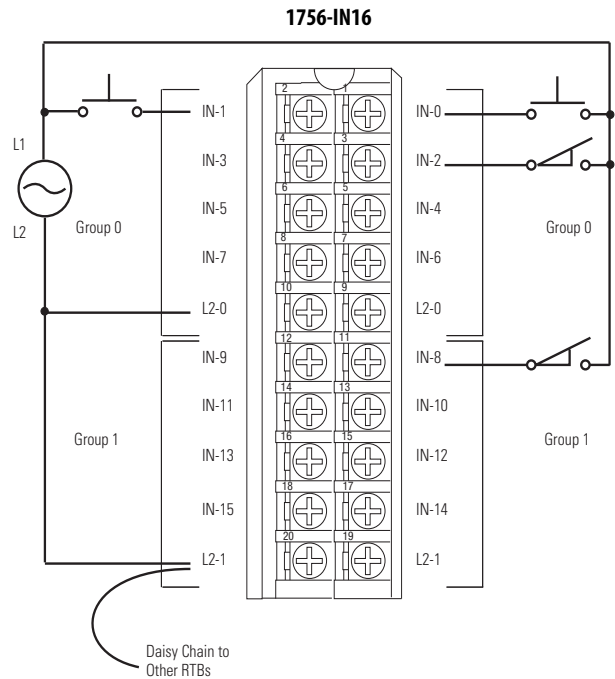 1756-IN16
2 1
IN-1 IN-0
4 3
L1 IN-3 IN-2
6 5
IN-5 IN-4
L2 Group 0 Group 0
8 7
IN-7 IN-6
10 9
L2-0 L2-0
12 11
IN-9 IN-8
14 13
IN-11 IN-10
Group 1 Group 1
16 15
IN-13 IN-12
18 17
IN-15 IN-14
20 19
L2-1 L2-1
Daisy Chain to
Other RTBs